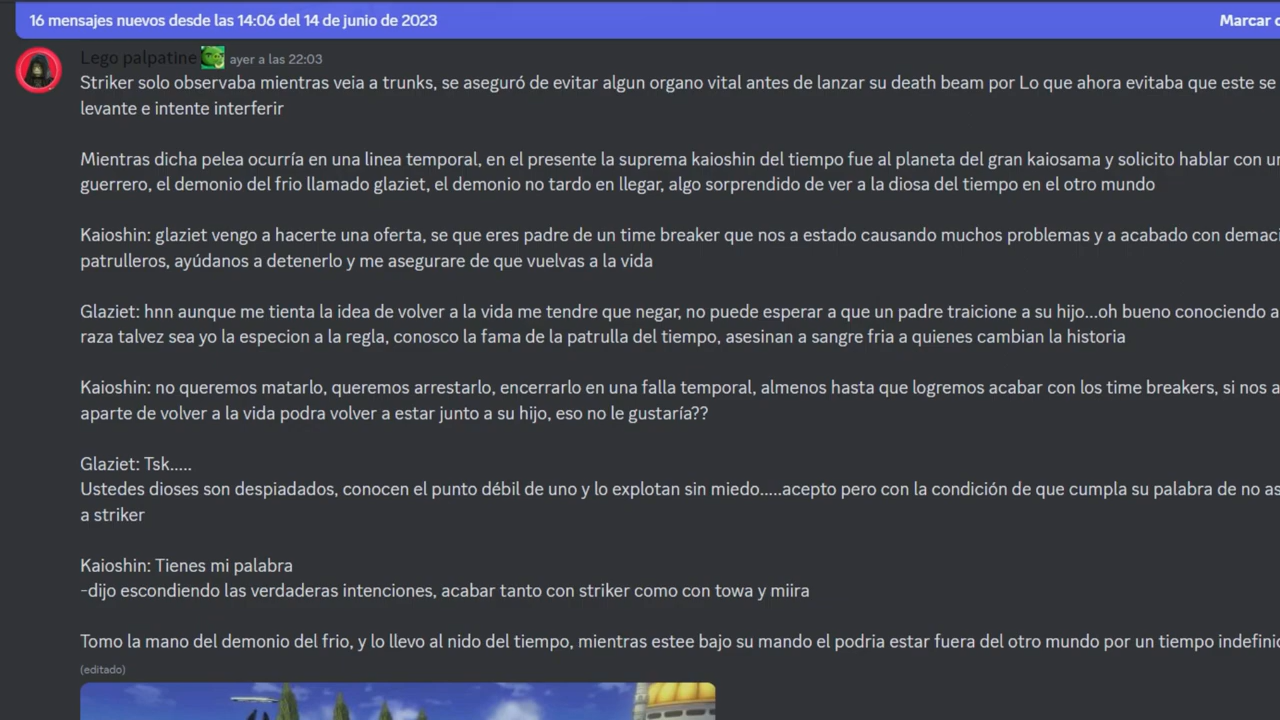 16 mensajes nuevos desde las 14:06 del 14 de junio de 2023
Marcar
Lego palpatine ayer a las 22:03
Striker solo observaba mientras veia a trunks, se aseguró de evitar algun organo vital antes de lanzar su death beam por Lo que ahora evitaba que este se
levante e intente interferir
Mientras dicha pelea ocurría en una linea temporal, en el presente la suprema kaioshin del tiempo fue al planeta del gran kaiosama y solicito hablar con
guerrero, el demonio del frio llamado glaziet, el demonio no tardo en llegar, algo sorprendido de ver a la diosa del tiempo en el otro mundo
Kaioshin: glaziet vengo a hacerte una oferta, se que eres padre de un time breaker que nos a estado causando muchos problemas y a acabado con
patrulleros, ayúdanos a detenerlo y me asegurare de que vuelvas a la vida
Glaziet: hnn aunque me tienta la idea de volver a la vida me tendre que negar, no puede esperar a que un padre traicione a su hijo...oh bueno conociendo a
raza talvez sea yo la especion a la regla, conosco la fama de la patrulla del tiempo, asesinan a sangre fria a quienes cambian la historia
Kaioshin: no queremos matarlo, queremos arrestarlo, encerrarlo en una falla temporal, almenos hasta que logremos acabar con los time breakers, si nos
aparte de volver a la vida podra volver a estar junto a su hijo, eso no le gustaría??
Glaziet: Tsk.....
Ustedes dioses son despiadados, conocen el punto débil de uno y lo explotan sin miedo.....acepto pero con la condición de que cumpla su palabra de no
a striker
Kaioshin: Tienes mi palabra
-dijo escondiendo las verdaderas intenciones, acabar tanto con striker como con towa y miira
Tomo la mano del demonio del frio, y lo llevo al nido del tiempo, mientras estee bajo su mando el podria estar fuera del otro mundo por un tiempo
(editado)